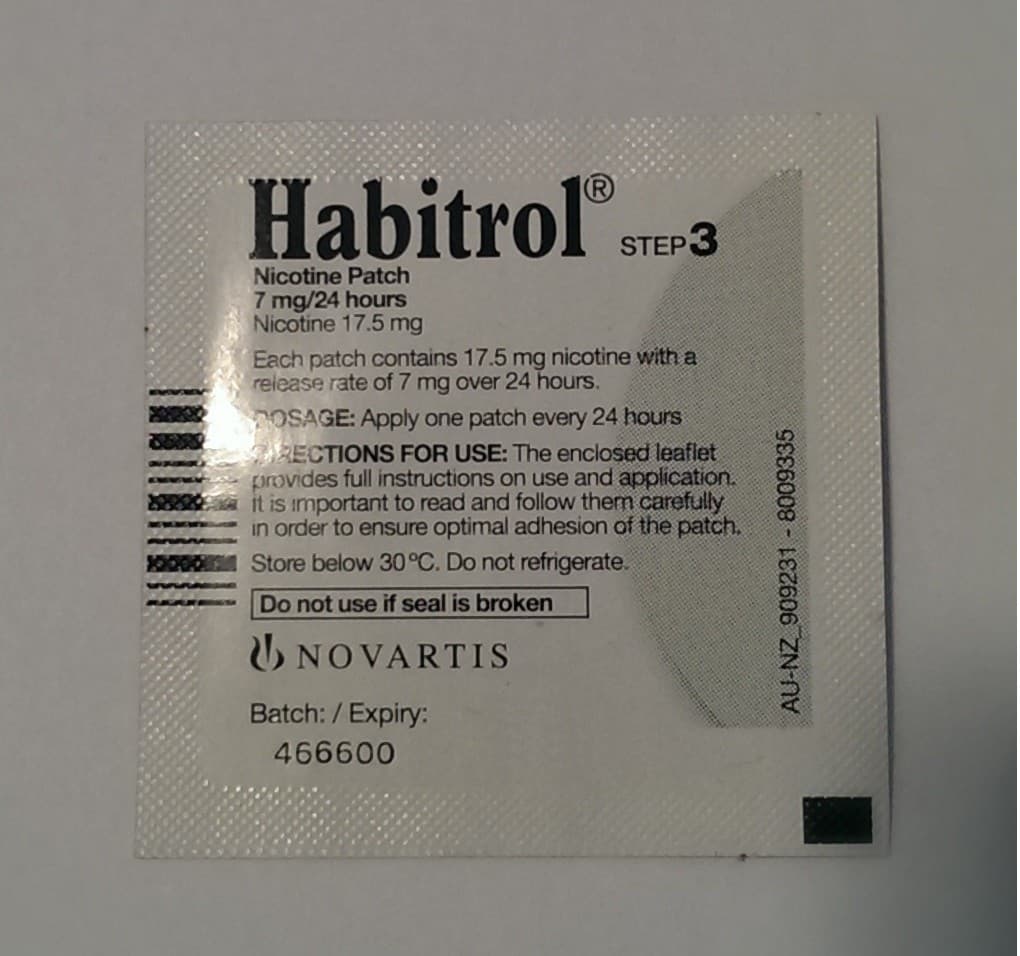 Habitrol® STEP 3
Nicotine Patch
7 mg/24 hours
Nicotine 17.5 mg
Each patch contains 17.5 mg nicotine with a
release rate of 7 mg over 24 hours.
DOSAGE: Apply one patch every 24 hours
DIRECTIONS FOR USE: The enclosed leaflet
provides full instructions on use and application.
It is important to read and follow them carefully
in order to ensure optimal adhesion of the patch.
Store below 30°C. Do not refrigerate.
Do not use if seal is broken
NOVARTIS
Batch: / Expiry:
466600
AU-NZ_909231 - 8009335